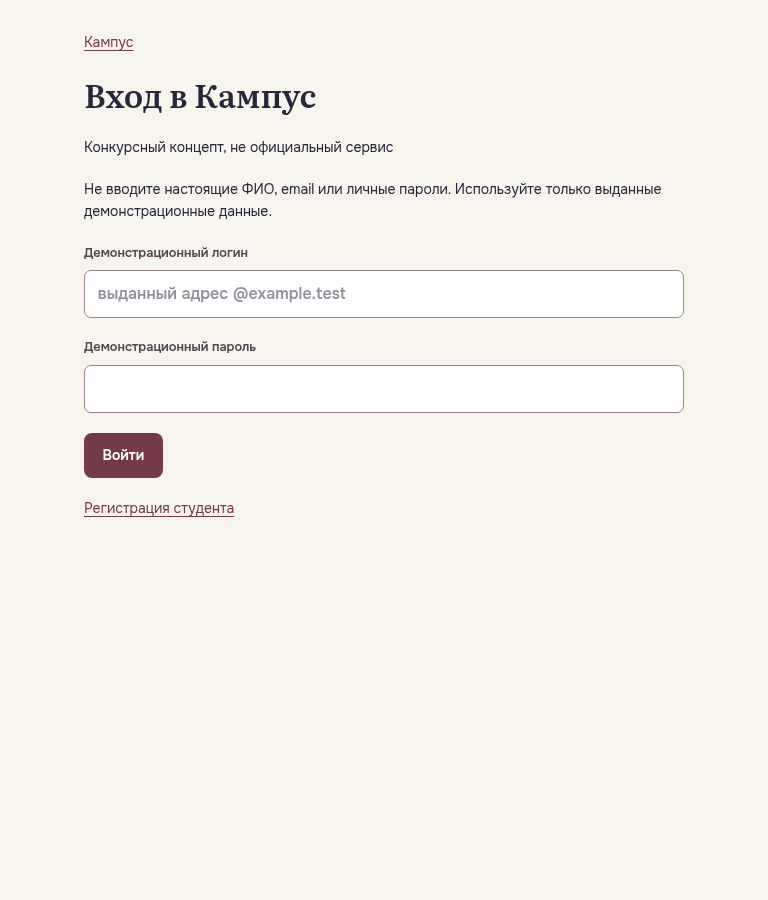 Кампус
Вход в Кампус
Конкурсный концепт, не официальный сервис
Не вводите настоящие ФИО, email или личные пароли. Используйте только выданные
демонстрационные данные.
Демонстрационный логин
выданный адрес @example.test
Демонстрационный пароль
Войти
Регистрация студента